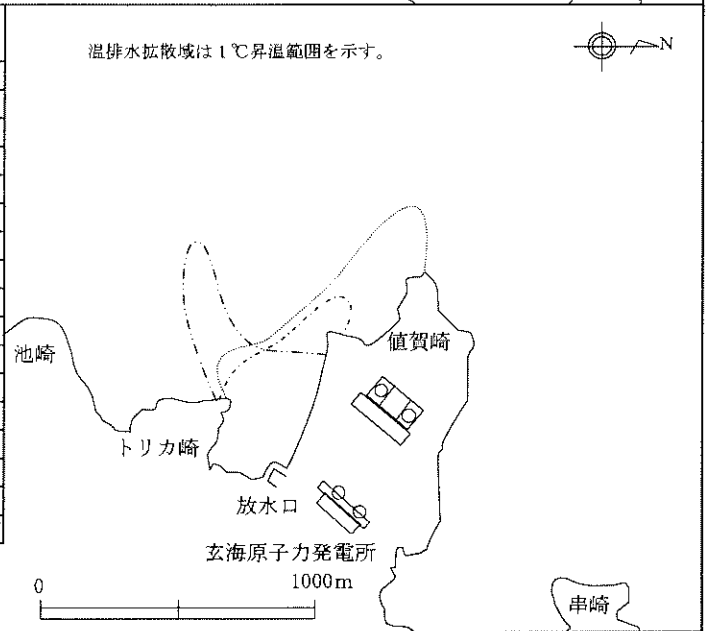 温排水拡散域は1℃昇温範囲を示す。
N
値賀崎
池崎
トリカ崎
放水口
玄海原子力発電所
0
1000m
串崎